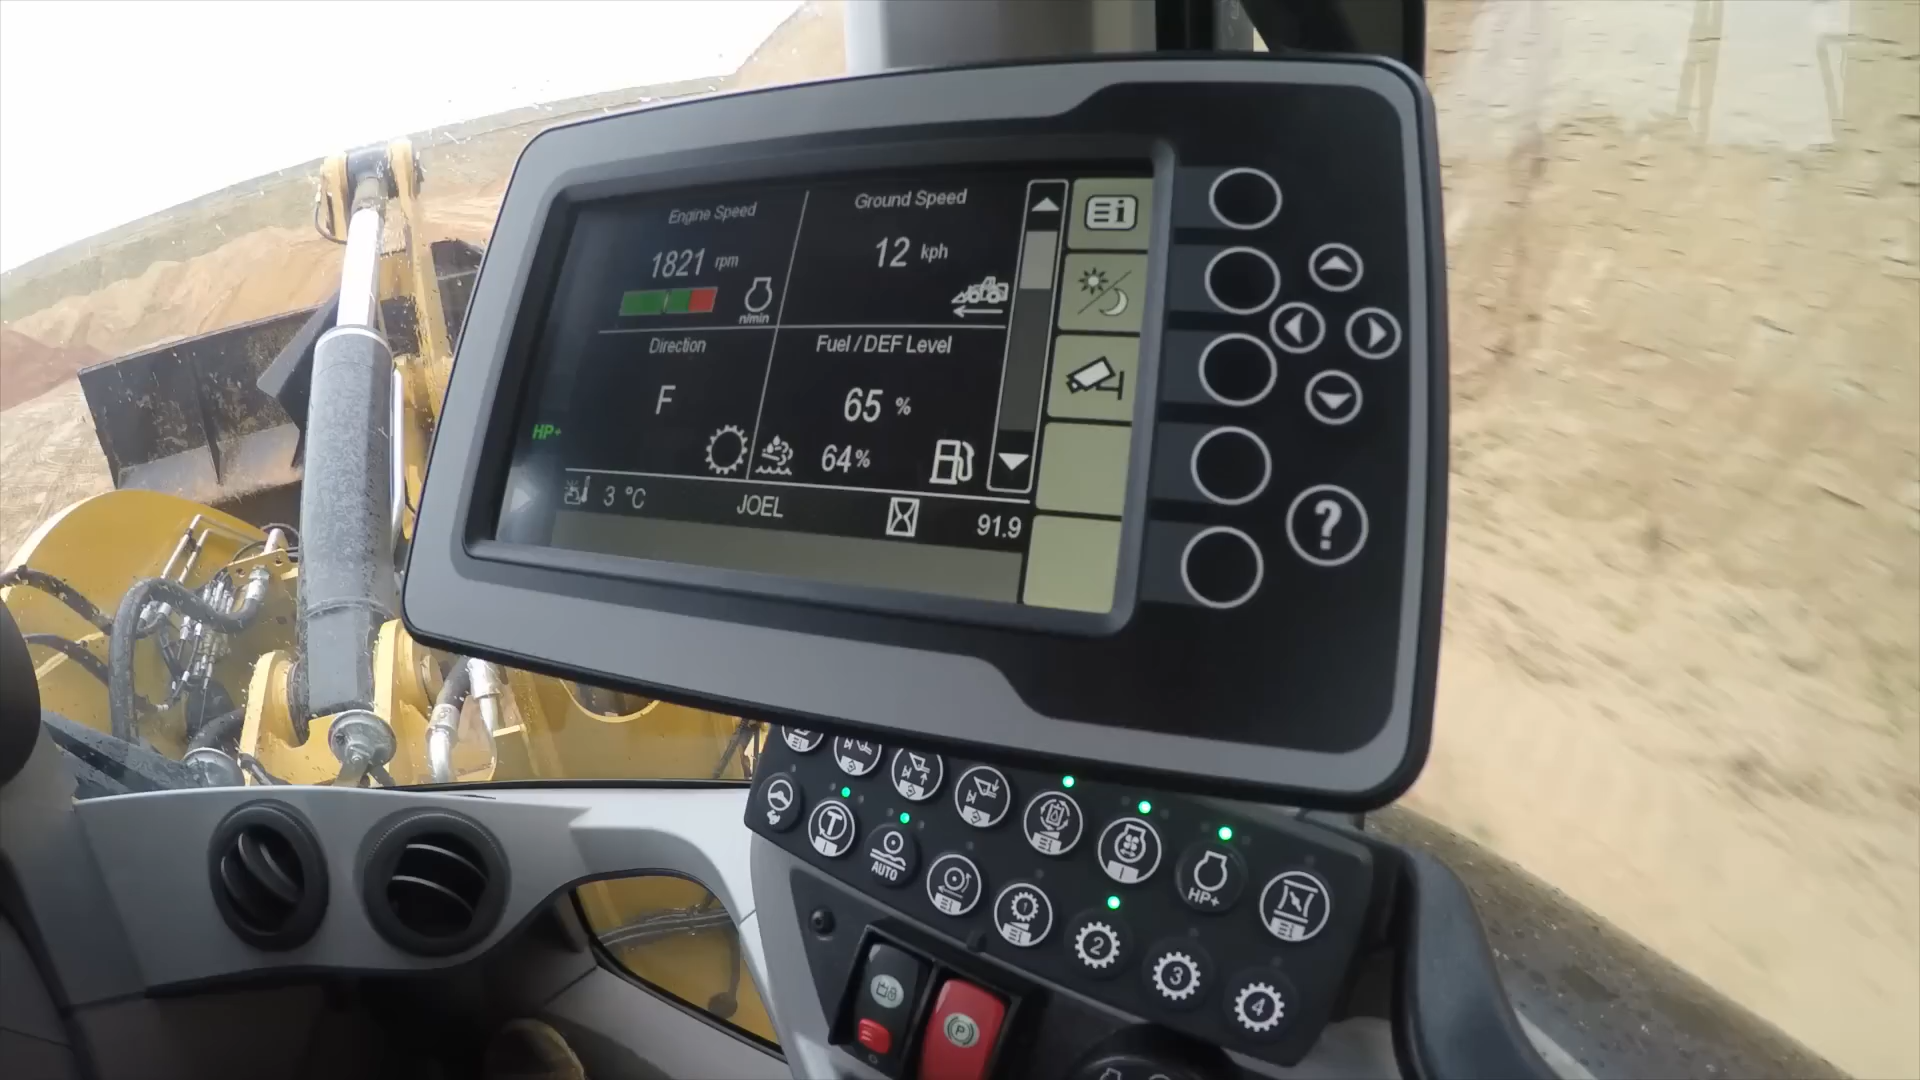 Engine Speed
1821 rpm
n/min
Ground Speed
12 kph
Direction
F
Fuel / DEF Level
65 %
64%
HP+
3 °C
JOEL
91.9
?
AUTO
HP+
1
2
3
4
P